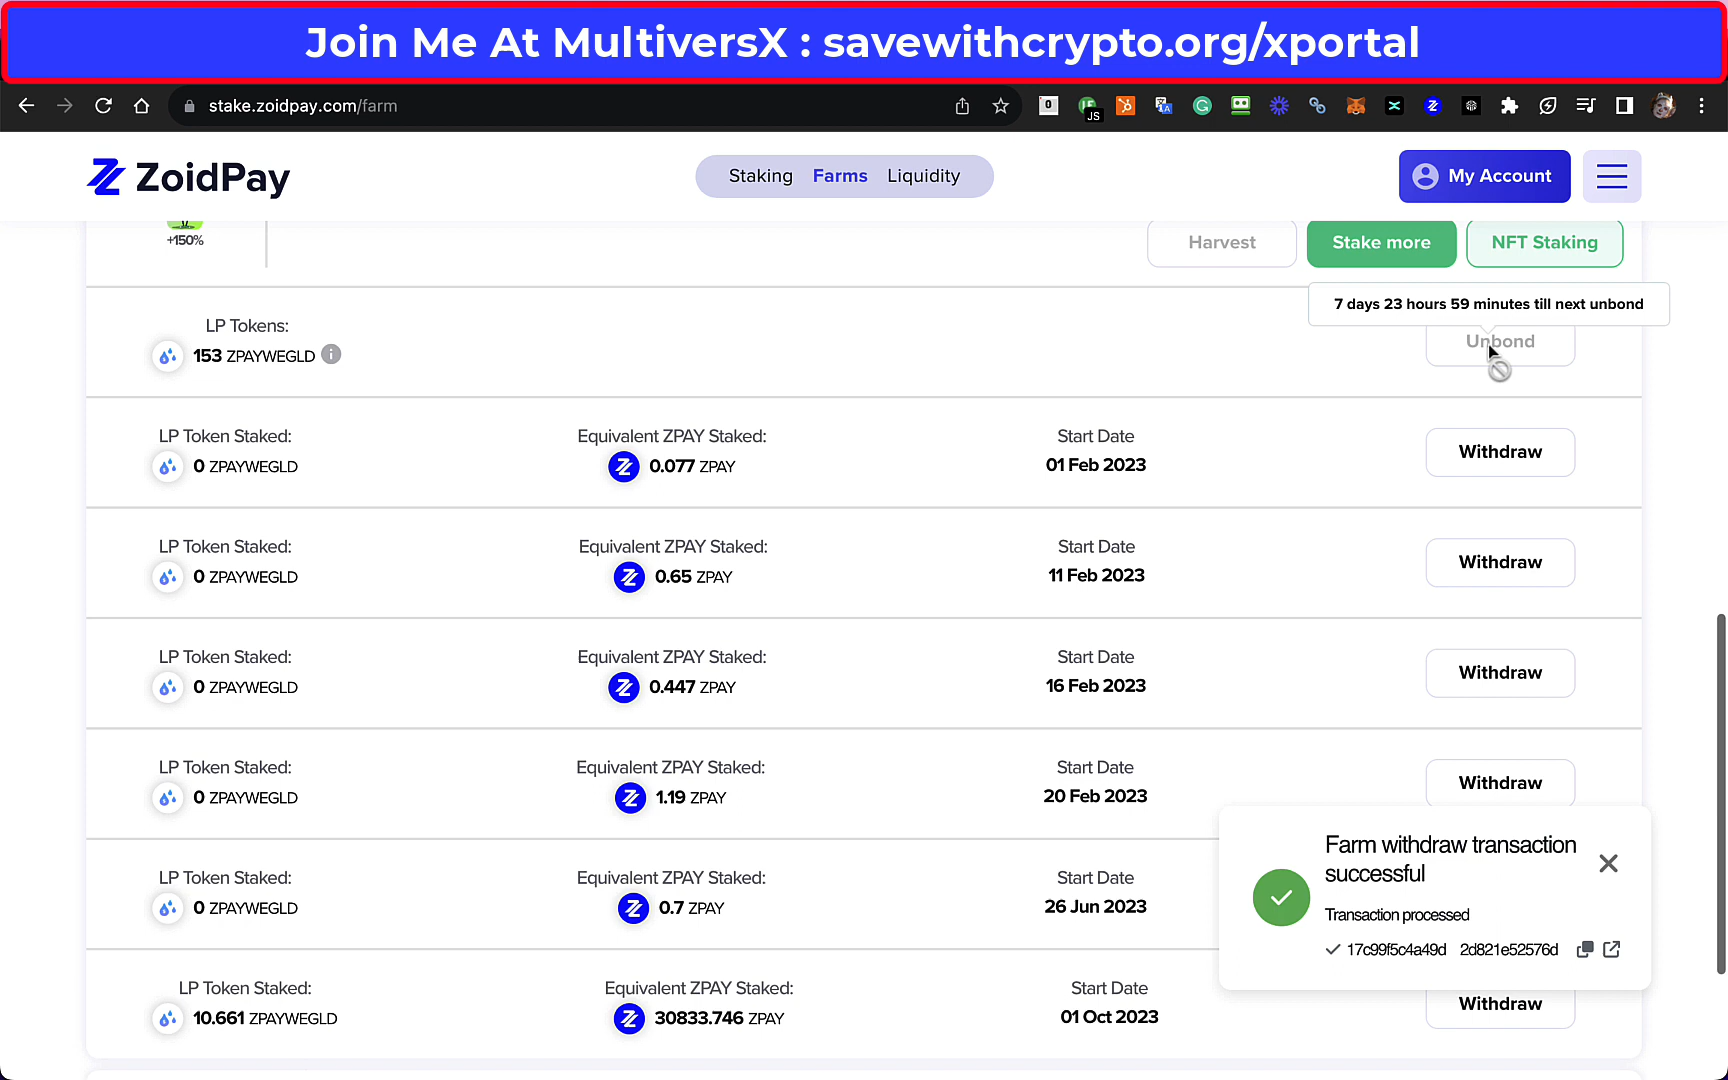 Join Me At MultiversX : savewithcrypto.org/xportal
stake.zoidpay.com/farm
JS
ZoidPay
Staking Farms Liquidity
My Account
+150%
Harvest
Stake more
NFT Staking
7 days 23 hours 59 minutes till next unbond
LP Tokens:
153 ZPAYWEGLD
Unbond
LP Token Staked:
0 ZPAYWEGLD
Equivalent ZPAY Staked:
0.077 ZPAY
Start Date
01 Feb 2023
Withdraw
LP Token Staked:
0 ZPAYWEGLD
Equivalent ZPAY Staked:
0.65 ZPAY
Start Date
11 Feb 2023
Withdraw
LP Token Staked:
0 ZPAYWEGLD
Equivalent ZPAY Staked:
0.447 ZPAY
Start Date
16 Feb 2023
Withdraw
LP Token Staked:
0 ZPAYWEGLD
Equivalent ZPAY Staked:
1.19 ZPAY
Start Date
20 Feb 2023
Withdraw
LP Token Staked:
0 ZPAYWEGLD
Equivalent ZPAY Staked:
0.7 ZPAY
Start Date
26 Jun 2023
Farm withdraw transaction
successful
Transaction processed
17c99f5c4a49d 2d821e52576d
LP Token Staked:
10.661 ZPAYWEGLD
Equivalent ZPAY Staked:
30833.746 ZPAY
Start Date
01 Oct 2023
Withdraw